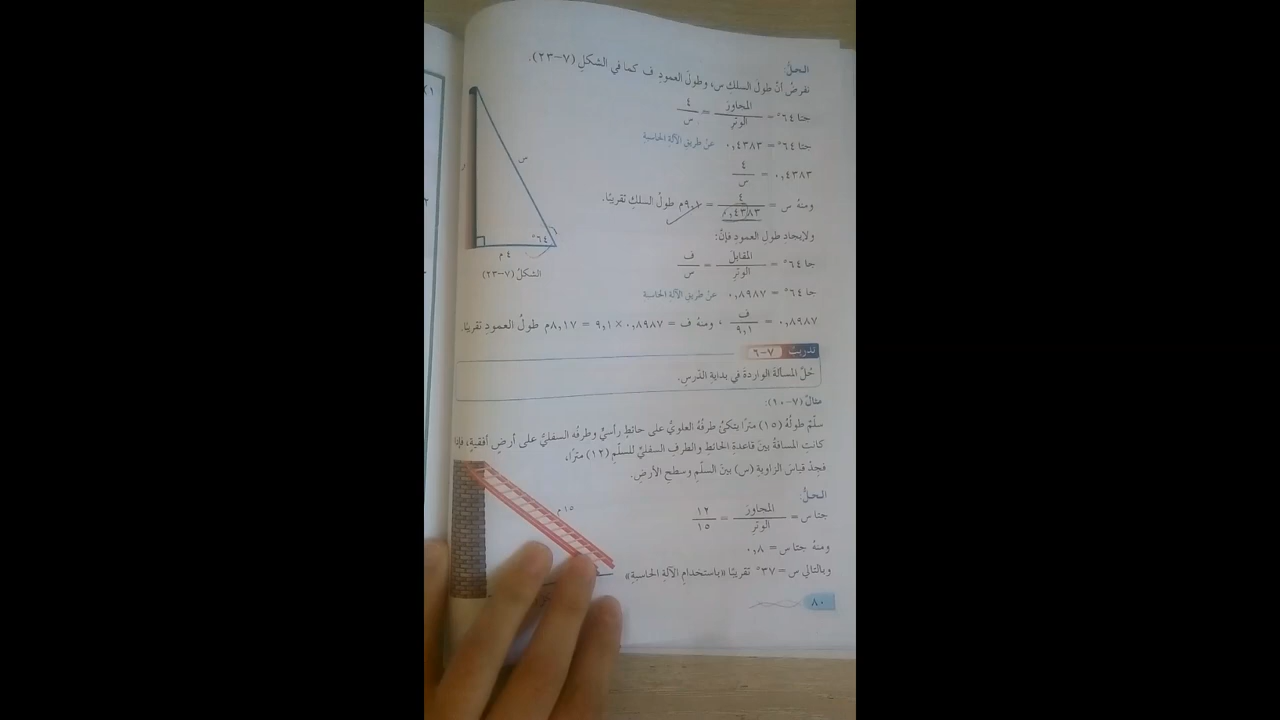 الحلُّ:
نفرضُ أنَّ طولَ السلكِ س، وطولَ العمودِ ف كما في الشكلِ (٧-٢٣).
جتا ٦٤° = المجاورُ / الوترُ = ٤ / س
جتا ٦٤° = ٠,٤٣٨٣ عنْ طريقِ الآلةِ الحاسبةِ
٠,٤٣٨٣ = ٤ / س
ومنهُ س = ٤ / ٠,٤٣٨٣ = ٩,١م طولُ السلكِ تقريبًا.
ولإيجادِ طولِ العمودِ فإنَّ:
جا ٦٤° = المقابلُ / الوترُ = ف / س
جا ٦٤° = ٠,٨٩٨٧ عنْ طريقِ الآلةِ الحاسبةِ
٠,٨٩٨٧ = ف / ٩,١ ، ومنهُ ف = ٠,٨٩٨٧ × ٩,١ = ٨,١٧م طولُ العمودِ تقريبًا.
س
٦٤°
٤ م
الشكلُ (٧-٢٣)
تدريب ٧-٦
حُلَّ المسألةَ الواردةَ في بدايةِ الدّرسِ.
مثالٌ (٧-١٠):
سلّمٌ طولُهُ (١٥) مترًا يتكئُ طرفُهُ العلويُّ على حائطٍ رأسيٍّ وطرفُه السفليُّ على أرضٍ أفقيةٍ، فإذا
كانتِ المسافةُ بينَ قاعدةِ الحائطِ والطرفِ السفليِّ للسلّمِ (١٢) مترًا،
فجِدْ قياسَ الزاويةِ (س) بينَ السلّمِ وسطحِ الأرضِ.
الحلُّ:
جتا س = المجاورُ / الوترُ = ١٢ / ١٥
ومنهُ جتا س = ٠,٨
وبالتالي س = ٣٧° تقريبًا «باستخدامِ الآلةِ الحاسبةِ»
١٥ م
٨٠